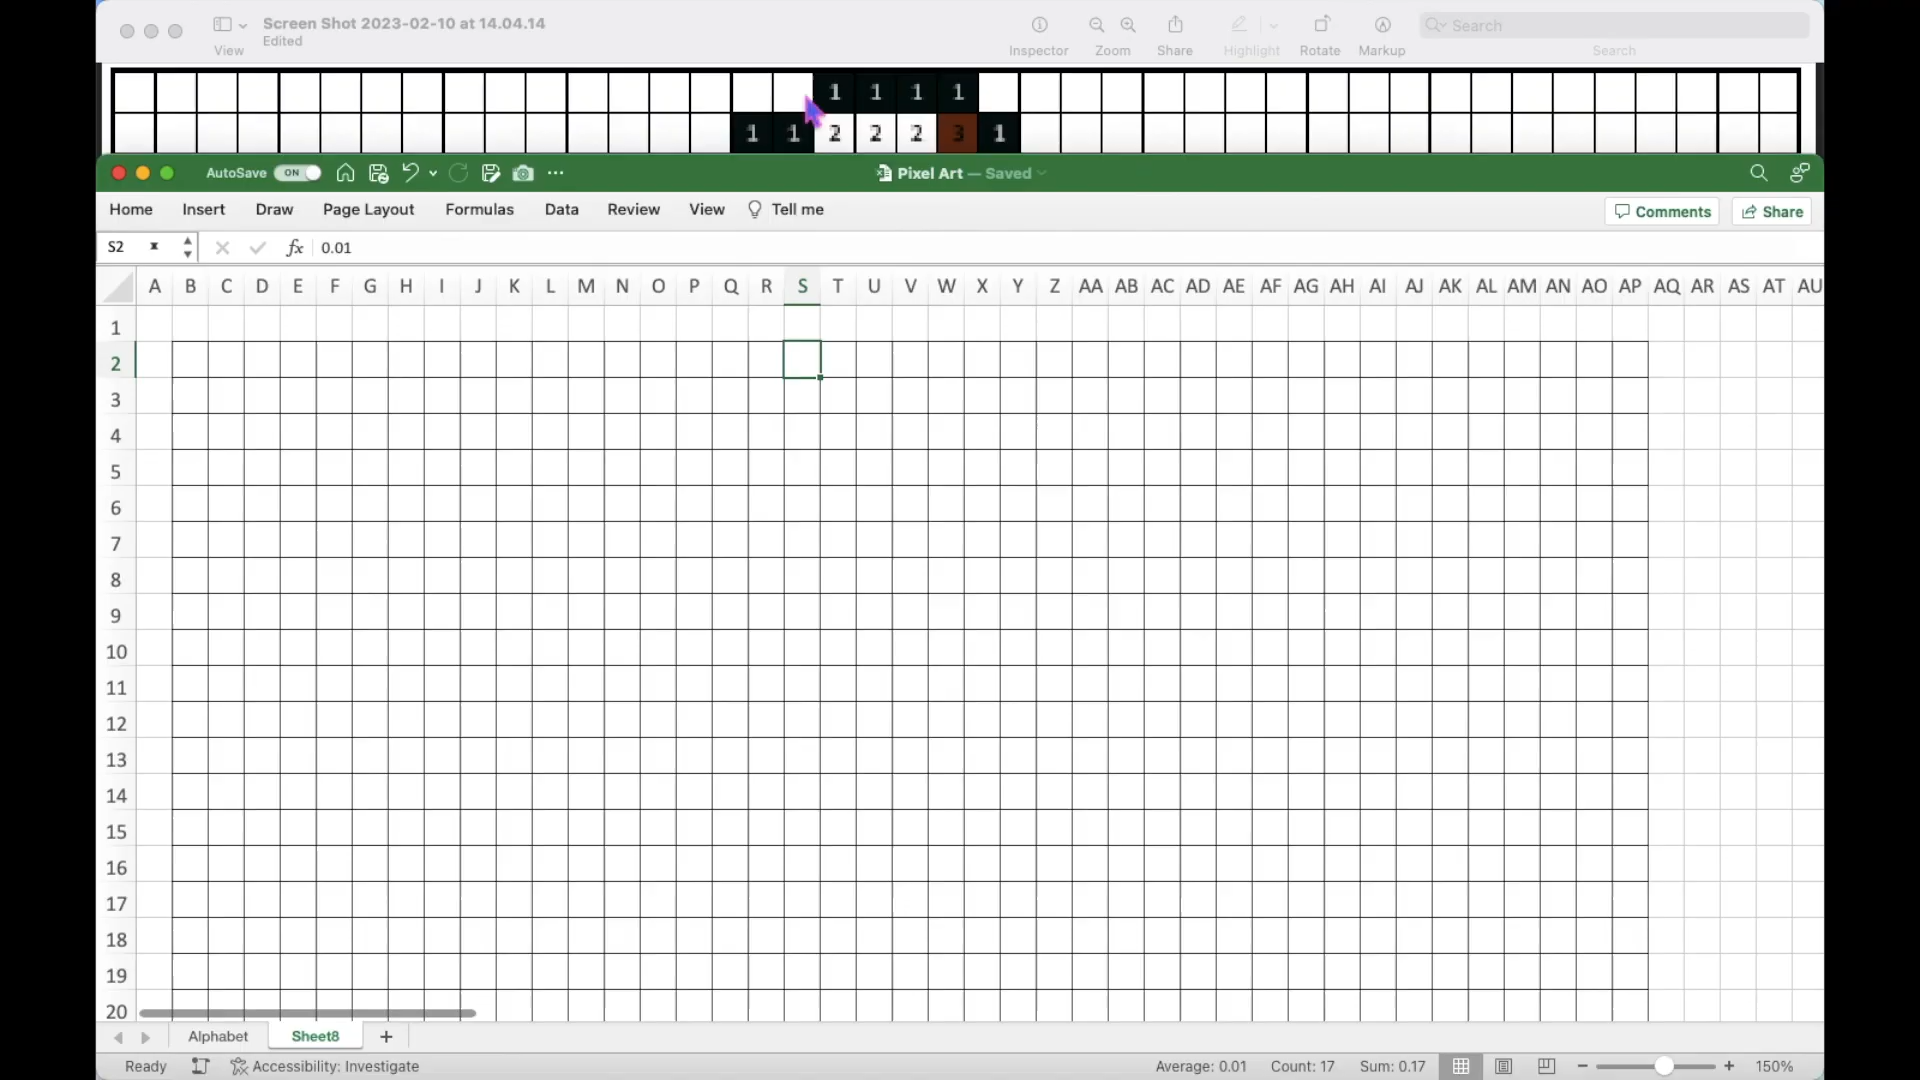 Screen Shot 2023-02-10 at 14.04.14
Edited
View
Inspector
Zoom
Share
Highlight
Rotate
Markup
Search
Search
1 1 1 1
1 1 2 2 2 3 1
AutoSave ON
Pixel Art — Saved
Home Insert Draw Page Layout Formulas Data Review View Tell me
Comments Share
S2 fx 0.01
A B C D E F G H I J K L M N O P Q R S T U V W X Y Z AA AB AC AD AE AF AG AH AI AJ AK AL AM AN AO AP AQ AR AS AT AU
1
2
3
4
5
6
7
8
9
10
11
12
13
14
15
16
17
18
19
20
Alphabet Sheet8 +
Ready Accessibility: Investigate Average: 0.01 Count: 17 Sum: 0.17 150%